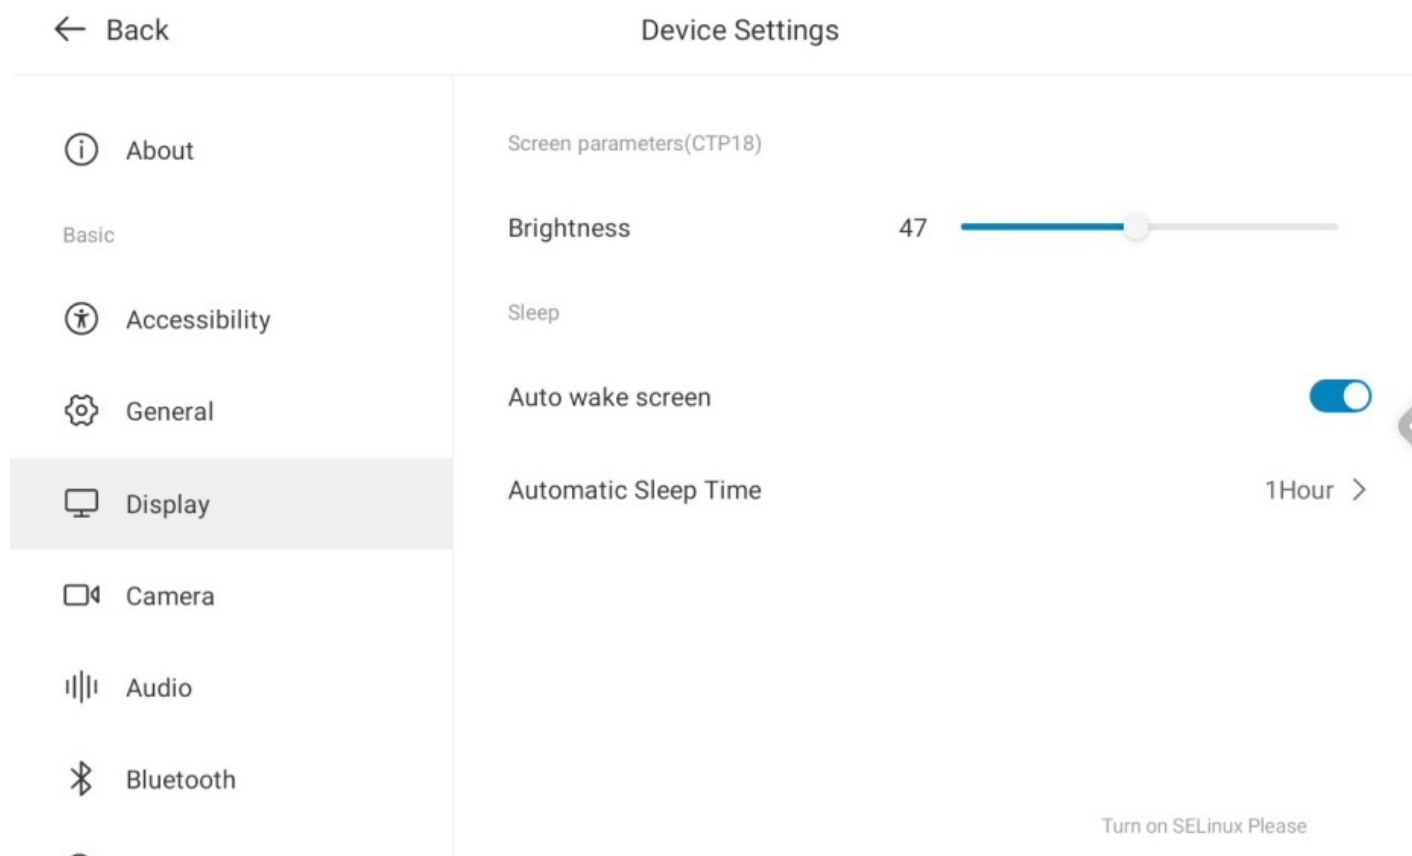 Back
Device Settings
About
Basic
Accessibility
General
Display
Camera
Audio
Bluetooth
Screen parameters(CTP18)
Brightness 47
Sleep
Auto wake screen
Automatic Sleep Time 1Hour
Turn on SELinux Please